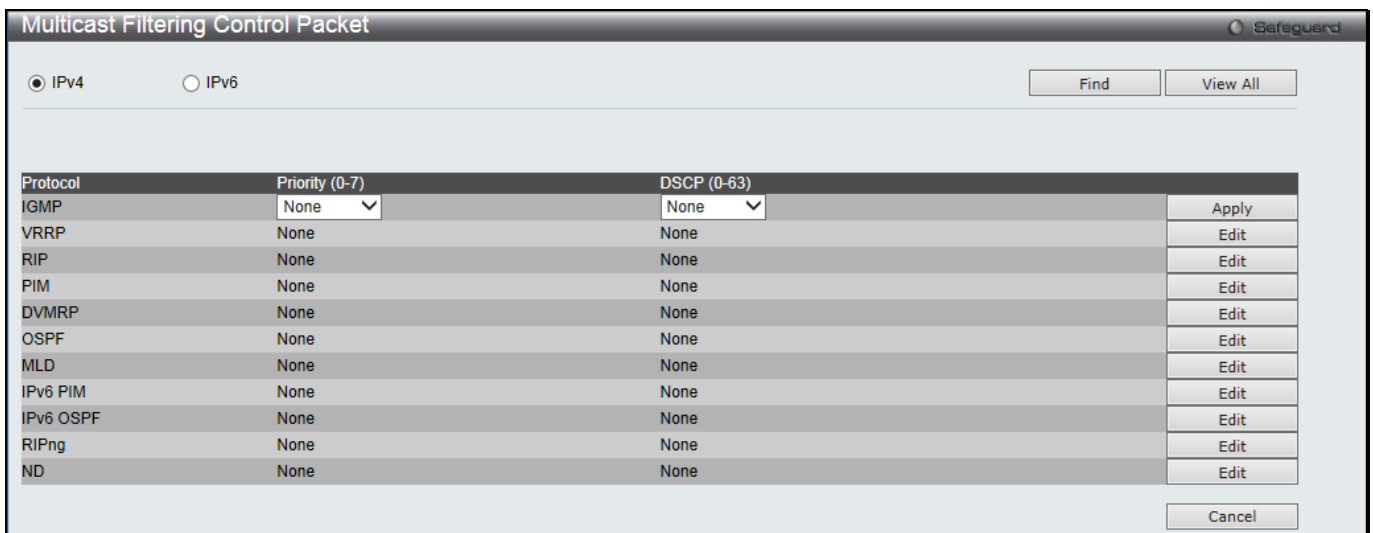 Multicast Filtering Control Packet Safeguard
IPv4 IPv6 Find View All
Protocol Priority (0-7) DSCP (0-63)
IGMP None None Apply
VRRP None None Edit
RIP None None Edit
PIM None None Edit
DVMRP None None Edit
OSPF None None Edit
MLD None None Edit
IPv6 PIM None None Edit
IPv6 OSPF None None Edit
RIPng None None Edit
ND None None Edit
Cancel